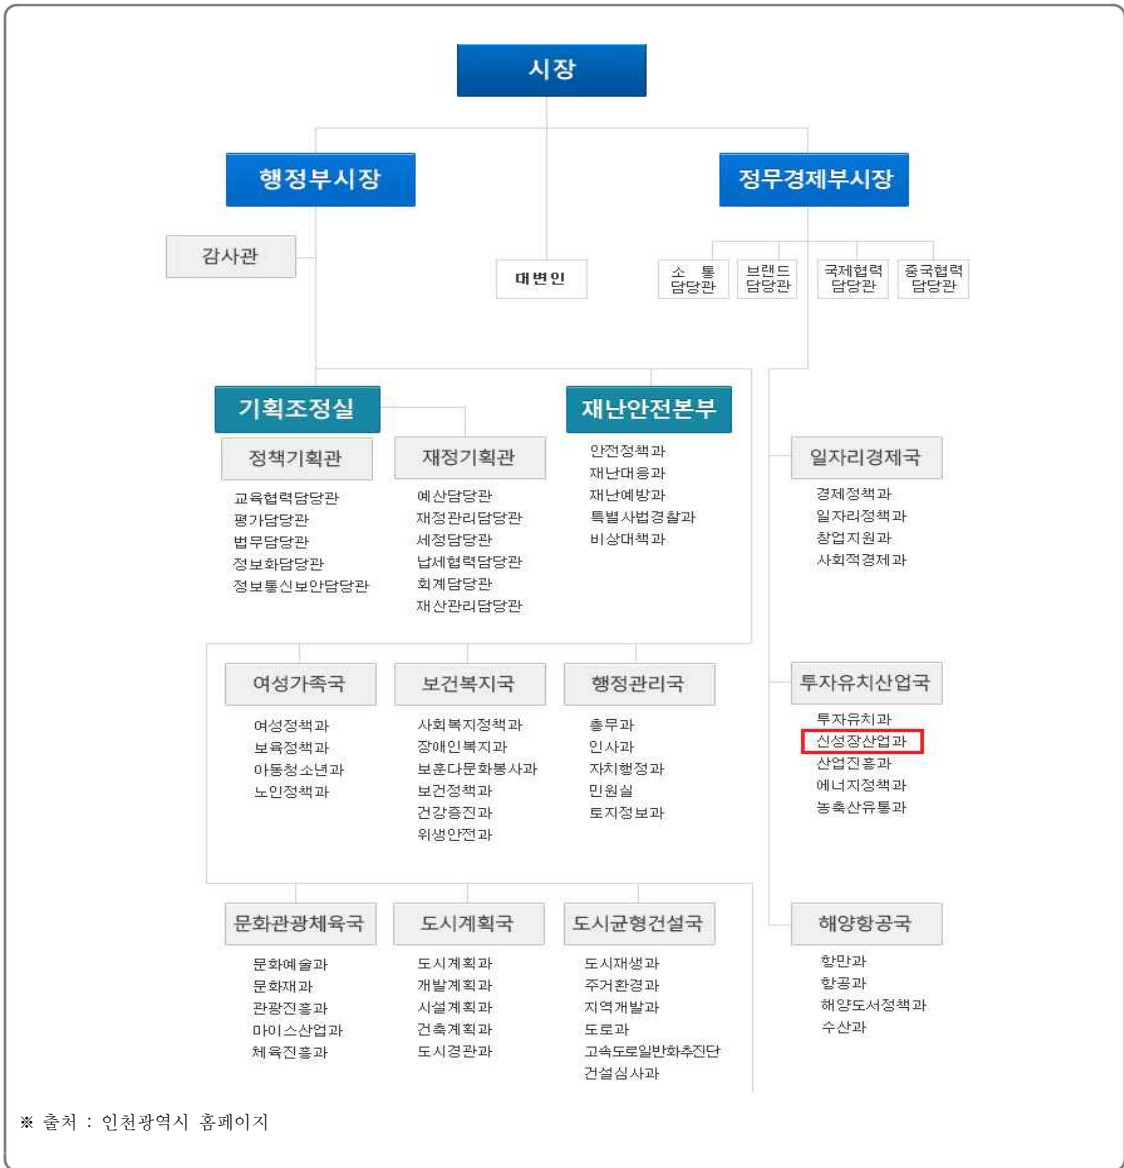 시장
행정부시장
정무경제부시장
감사관
대변인
소 통
담당관
브랜드
담당관
국제협력
담당관
중국협력
담당관
기획조정실
정책기획관
교육협력담당관
평가담당관
법무담당관
정보화담당관
정보통신보안담당관
재정기획관
예산담당관
재정관리담당관
세정담당관
납세협력담당관
회계담당관
재산관리담당관
재난안전본부
안전정책과
재난대응과
재난예방과
특별사법경찰과
비상대책과
일자리경제국
경제정책과
일자리정책과
창업지원과
사회적경제과
여성가족국
여성정책과
보육정책과
아동청소년과
노인정책과
보건복지국
사회복지정책과
장애인복지과
보훈다문화봉사과
보건정책과
건강증진과
위생안전과
행정관리국
총무과
인사과
자치행정과
민원실
토지정보과
투자유치산업국
투자유치과
신성장산업과
산업진흥과
에너지정책과
농축산유통과
문화관광체육국
문화예술과
문화재과
관광진흥과
마이스산업과
체육진흥과
도시계획국
도시계획과
개발계획과
시설계획과
건축계획과
도시경관과
도시균형건설국
도시재생과
주거환경과
지역개발과
도로과
고속도로일반화추진단
건설심사과
해양항공국
항만과
항공과
해양도서정책과
수산과
※ 출처 : 인천광역시 홈페이지